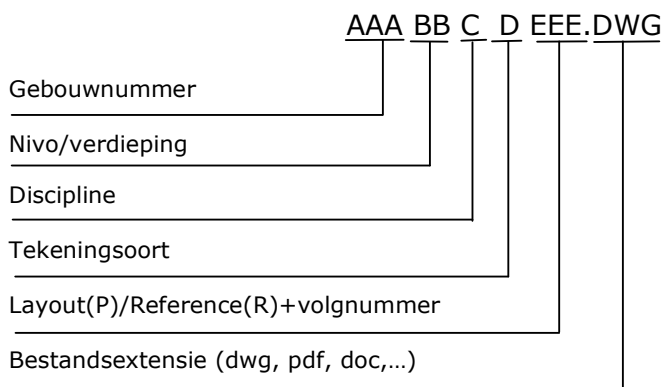 AAA BB C D EEE.DWG
Gebouwnummer
Nivo/verdieping
Discipline
Tekeningsoort
Layout(P)/Reference(R)+volgnummer
Bestandsextensie (dwg, pdf, doc,...)